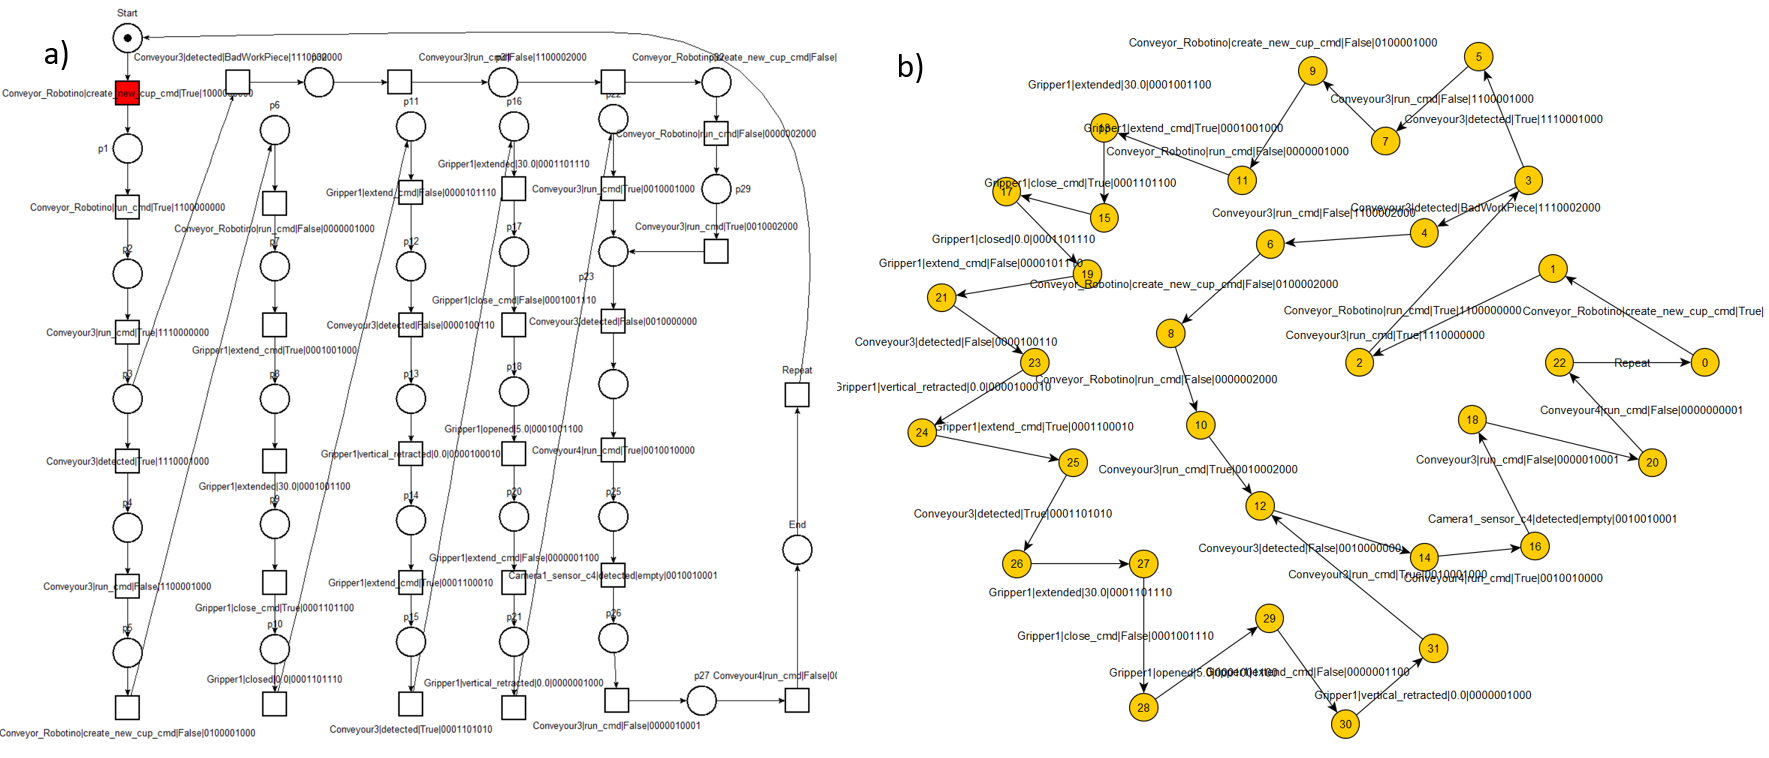 a)
Start
Conveyor_Robotino|create_new_cup_cmd|True|1000
p1
Conveyor_Robotino|run_cmd|True|1100000000
p2
Conveyour3|run_cmd|True|1110000000
p3
Conveyour3|detected|True|1110001000
p4
Conveyour3|run_cmd|False|1100001000
p5
Conveyor_Robotino|create_new_cup_cmd|False|0100001000
Conveyour3|detected|BadWorkPiece|1110002000
Conveyour3|run_cmd|False|1100002000
Conveyor_Robotino|create_new_cup_cmd|False|
Conveyor_Robotino|run_cmd|False|0000002000
p29
Conveyour3|run_cmd|True|0010002000
p6
Conveyor_Robotino|run_cmd|False|0000001000
p7
Gripper1|extend_cmd|True|0001001000
p8
Gripper1|extended|30.0|0001001100
p9
Gripper1|close_cmd|True|0001101100
p10
Gripper1|closed|0.0|0001101110
p11
Gripper1|extend_cmd|False|0000101110
p12
Conveyour3|detected|False|0000100110
p13
Gripper1|vertical_retracted|0.0|0000100010
p14
Gripper1|extend_cmd|True|0001100010
p15
Conveyour3|detected|True|0001101010
p16
Gripper1|extended|30.0|0001101110
p17
Gripper1|close_cmd|False|0001001110
p18
Gripper1|opened|5.0|0001001100
p20
Gripper1|extend_cmd|False|0000001100
p21
Gripper1|vertical_retracted|0.0|0000001000
p22
Conveyour3|run_cmd|True|0010001000
p23
Conveyour3|detected|False|0010000000
Conveyour4|run_cmd|True|0010010000
p25
Camera1_sensor_c4|detected|empty|0010010001
p26
Conveyour3|run_cmd|False|0000010001
p27
Conveyour4|run_cmd|False|0
End
Repeat
b)
Conveyor_Robotino|create_new_cup_cmd|False|0100001000
5
9
Gripper1|extended|30.0|0001001100
Conveyour3|run_cmd|False|1100001000
Conveyour3|detected|True|1110001000
Gripper1|extend_cmd|True|0001001000
7
Conveyor_Robotino|run_cmd|False|0000001000
11
3
Gripper1|close_cmd|True|0001101100
17
15
Conveyour3|detected|BadWorkPiece|1110002000
Conveyour3|run_cmd|False|1100002000
4
6
Gripper1|closed|0.0|0001101110
Gripper1|extend_cmd|False|0000101110
19
1
Conveyor_Robotino|create_new_cup_cmd|False|0100002000
21
Conveyor_Robotino|run_cmd|True|1100000000
Conveyor_Robotino|create_new_cup_cmd|True|
8
Conveyour3|run_cmd|True|1110000000
Conveyour3|detected|False|0000100110
23
2
22
Repeat
0
Gripper1|vertical_retracted|0.0|0000100010
Conveyor_Robotino|run_cmd|False|0000002000
Conveyour4|run_cmd|False|0000000001
24
Gripper1|extend_cmd|True|0001100010
10
18
25
Conveyour3|run_cmd|True|0010002000
Conveyour3|run_cmd|False|0000010001
20
12
Conveyour3|detected|True|0001101010
Camera1_sensor_c4|detected|empty|0010010001
Conveyour3|detected|False|0010000000
14
16
26
27
Conveyour3|run_cmd|True|0010001000
Conveyour4|run_cmd|True|0010010000
Gripper1|extended|30.0|0001101110
29
Gripper1|close_cmd|False|0001001110
31
Gripper1|opened|5.0|0001001100
Gripper1|extend_cmd|False|0000001100
Gripper1|vertical_retracted|0.0|0000001000
28
30